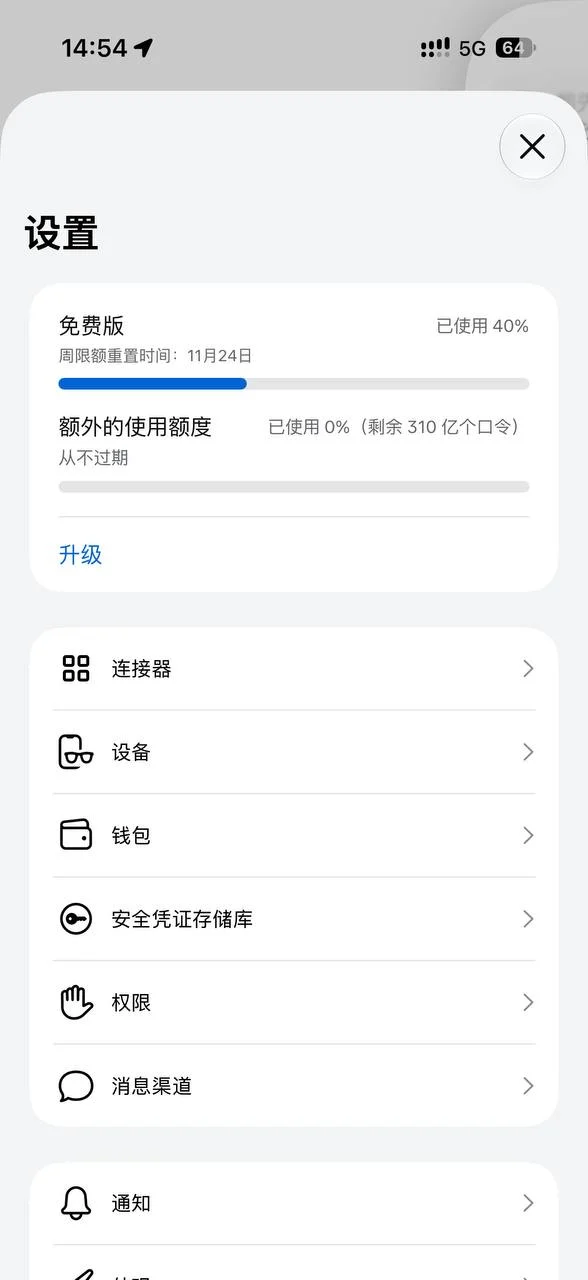 14:54
5G
64
设置
免费版
已使用 40%
周限额重置时间：11月24日
额外的使用额度
已使用 0%（剩余 310 亿个口令）
从不过期
升级
连接器
设备
钱包
安全凭证存储库
权限
消息渠道
通知